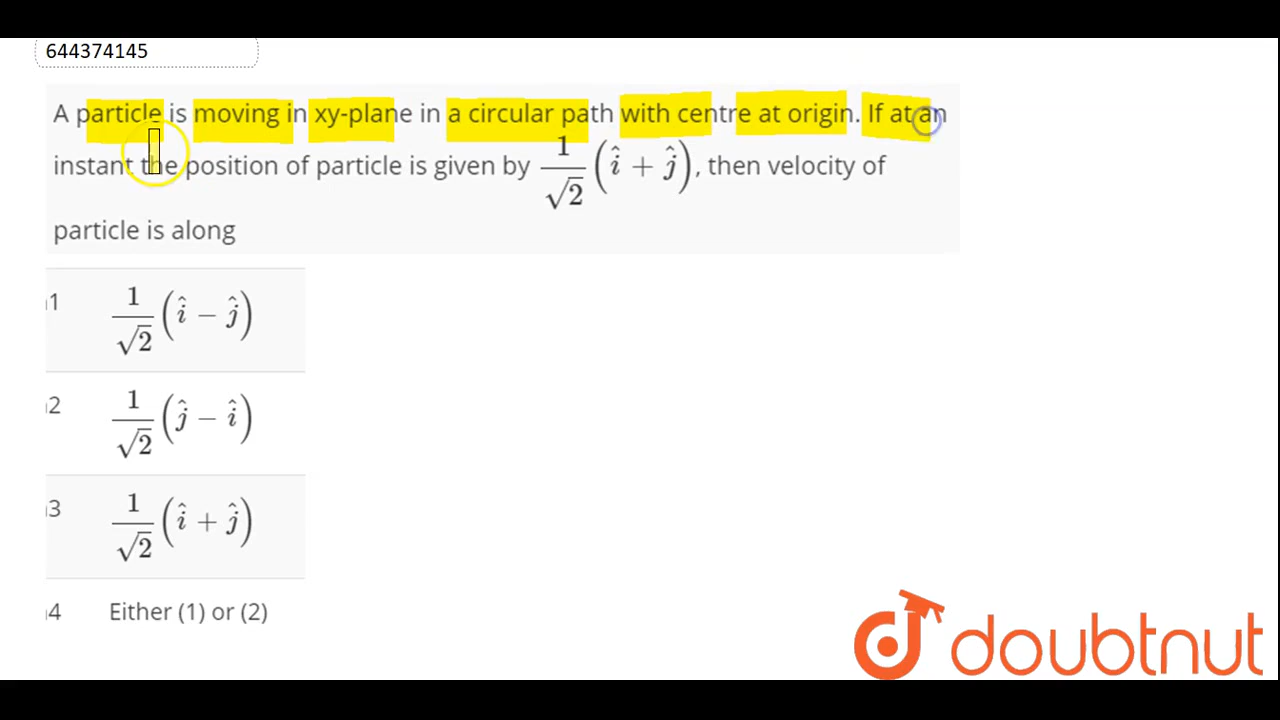 644374145
A particle is moving in xy-plane in a circular path with centre at origin. If at an
instant the position of particle is given by 1/√2 (î + ĵ), then velocity of
particle is along
1 1/√2 (î − ĵ)
2 1/√2 (ĵ − î)
3 1/√2 (î + ĵ)
4 Either (1) or (2)
doubtnut